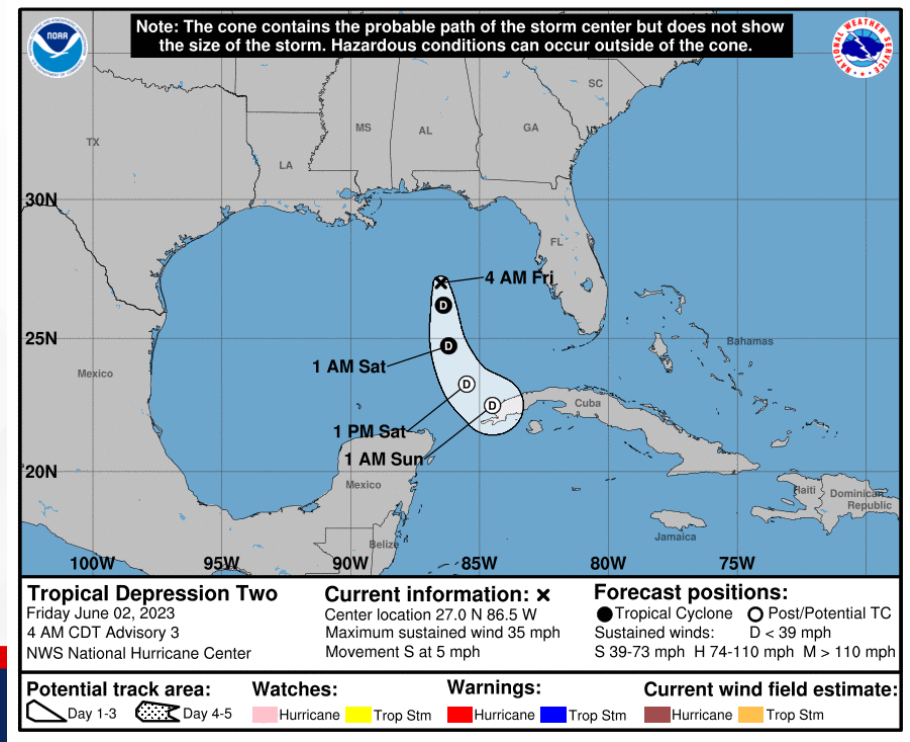 Note: The cone contains the probable path of the storm center but does not show
the size of the storm. Hazardous conditions can occur outside of the cone.
NOAA
NATIONAL WEATHER SERVICE
SC
MS
AL
GA
TX
LA
30N
FL
4 AM Fri
D
25N
D
Bahamas
1 AM Sat
Mexico
D
D
Cuba
1 PM Sat
1 AM Sun
20N
Mexico
Haiti
Dominican
Republic
Jamaica
Belize
100W 95W 90W 85W 80W 75W
Tropical Depression Two
Friday June 02, 2023
4 AM CDT Advisory 3
NWS National Hurricane Center
Current information: x
Center location 27.0 N 86.5 W
Maximum sustained wind 35 mph
Movement S at 5 mph
Forecast positions:
Tropical Cyclone Post/Potential TC
Sustained winds: D < 39 mph
S 39-73 mph H 74-110 mph M > 110 mph
Potential track area:
Day 1-3 Day 4-5
Watches:
Hurricane Trop Stm
Warnings:
Hurricane Trop Stm
Current wind field estimate:
Hurricane Trop Stm